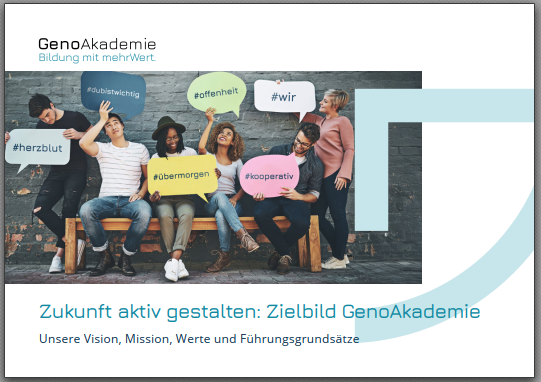 GenoAkademie
Bildung mit mehrWert.
#dubistwichtig
#offenheit
#wir
#herzblut
#übermorgen
#kooperativ
Zukunft aktiv gestalten: Zielbild GenoAkademie
Unsere Vision, Mission, Werte und Führungsgrundsätze